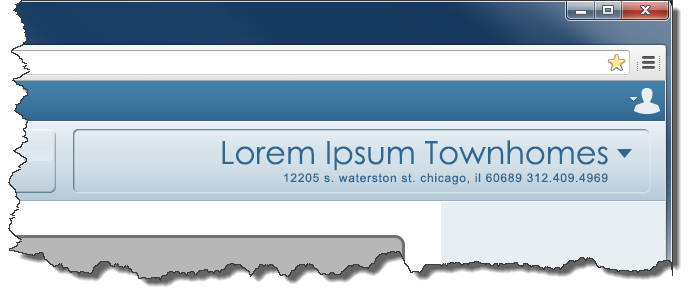 Lorem Ipsum Townhomes
12205 s. waterston st. chicago, il 60689 312.409.4969